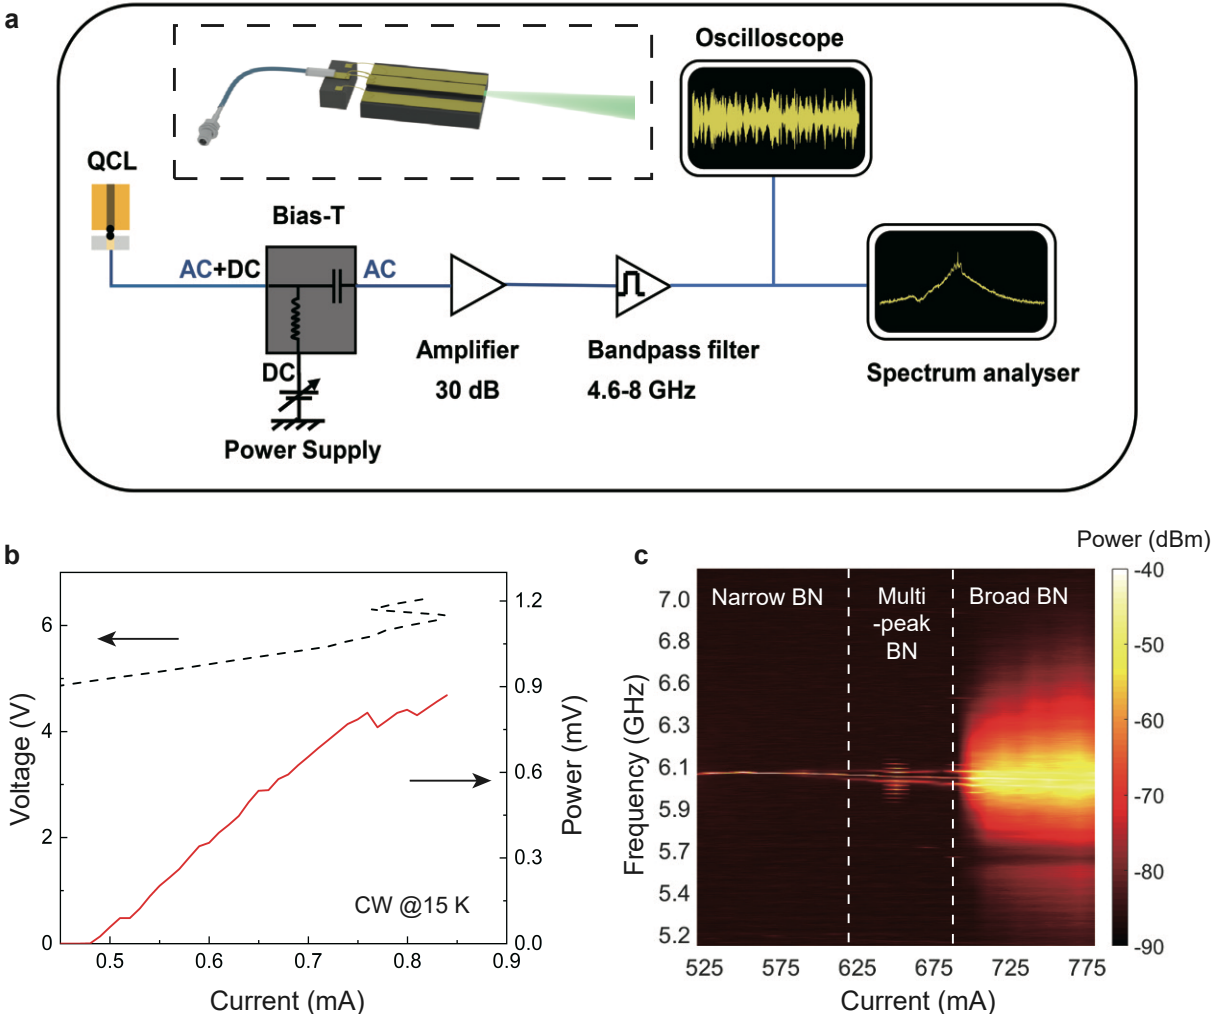 a
Oscilloscope
QCL
Bias-T
AC+DC
AC
Amplifier
30 dB
Bandpass filter
4.6-8 GHz
Spectrum analyser
DC
Power Supply
b
Voltage (V)
6
4
2
0
1.2
0.9
0.6
0.3
0.0
Power (mV)
CW @15 K
0.5 0.6 0.7 0.8 0.9
Current (mA)
c
Power (dBm)
Narrow BN
Multi
-peak
BN
Broad BN
Frequency (GHz)
7.0
6.8
6.6
6.3
6.1
5.9
5.7
5.4
5.2
525 575 625 675 725 775
Current (mA)
-40
-50
-60
-70
-80
-90